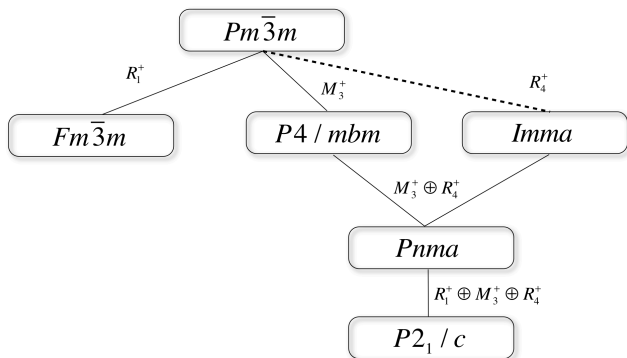 Pm3̅m
R₁⁺ M₃⁺ R₄⁺
Fm3̅m P4 / mbm Imma
M₃⁺ ⊕ R₄⁺
Pnma
R₁⁺ ⊕ M₃⁺ ⊕ R₄⁺
P2₁ / c